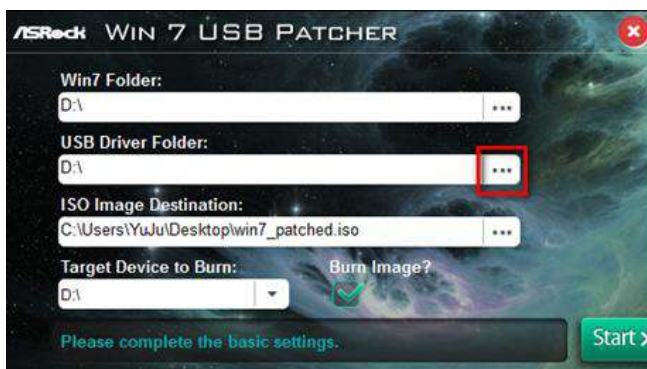 ASRock WIN 7 USB PATCHER
Win7 Folder:
D:\
...
USB Driver Folder:
D:\
...
ISO Image Destination:
C:\Users\YuJu\Desktop\win7_patched.iso
...
Target Device to Burn: Burn Image?
D:\
Please complete the basic settings.
Start